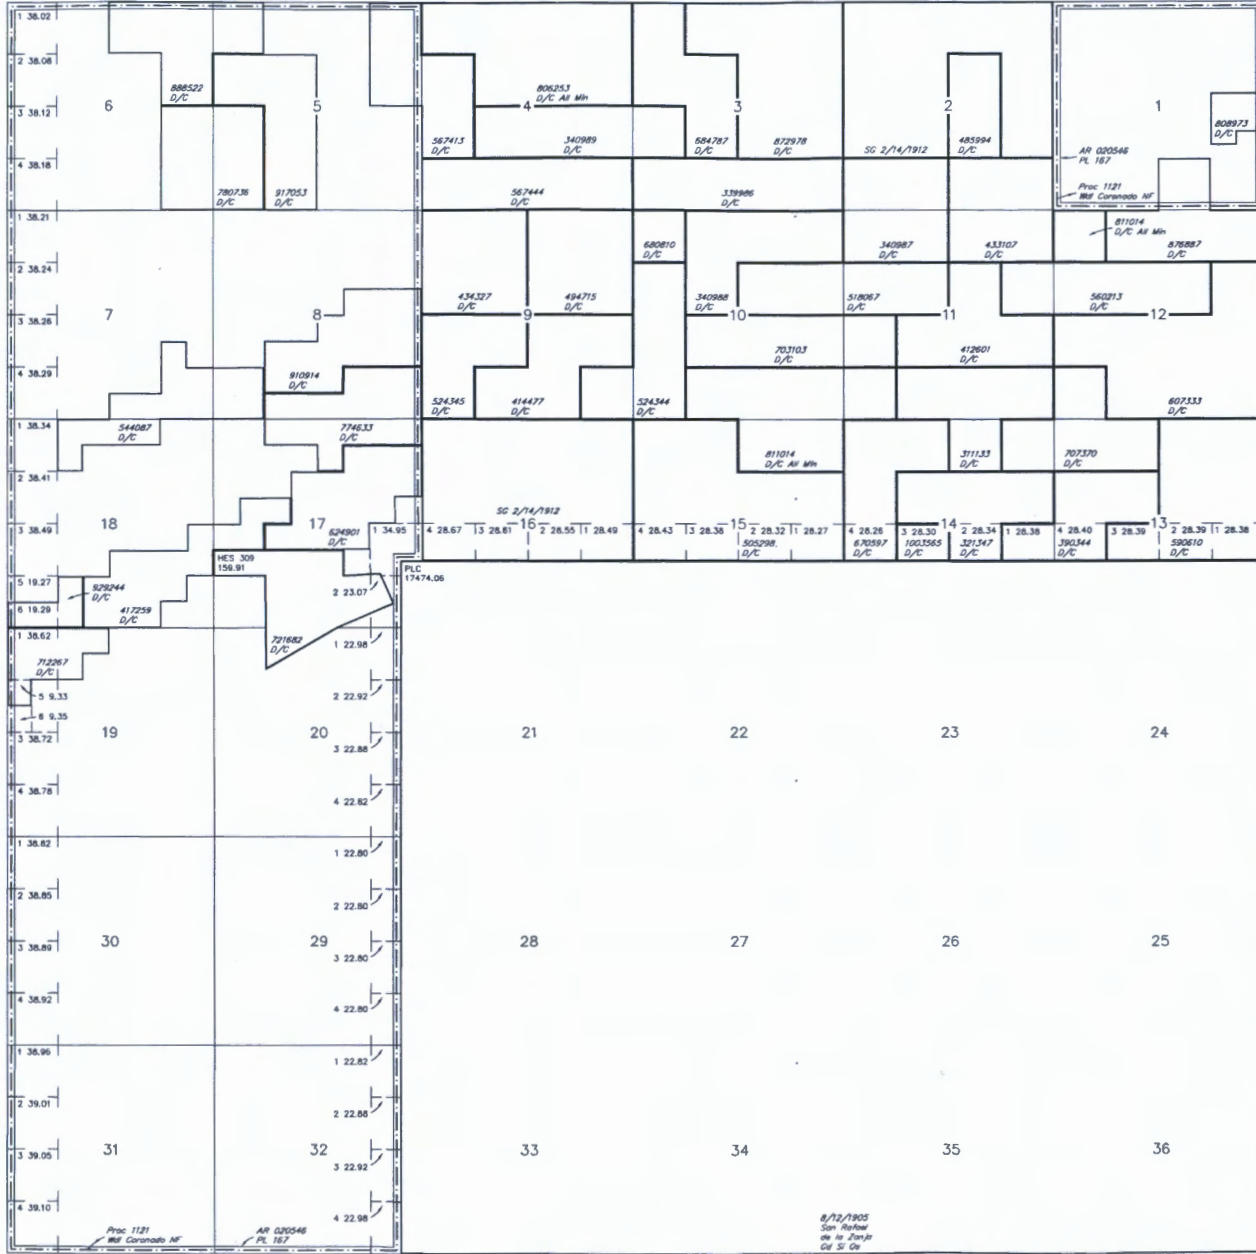 1 38.02
2 38.08
3 38.12
4 38.18
6
888522
D/C
5
780736
D/C
917053
D/C
806253
D/C All Min
4
567413
D/C
340989
D/C
3
684787
D/C
872978
D/C
2
SG 2/14/1912
485994
D/C
1
808973
D/C
AR 020546
PL 167
Proc 1121
Wdl Coronado NF
1 38.21
2 38.24
3 38.26
4 38.29
7
8
910914
D/C
567444
D/C
339986
D/C
434327
D/C
9
494715
D/C
680810
D/C
340988
D/C
10
518067
D/C
340987
D/C
433107
D/C
11
811014
D/C All Min
876887
D/C
560213
D/C
12
703103
D/C
412601
D/C
524345
D/C
414477
D/C
524344
D/C
607333
D/C
1 38.34
2 38.41
3 38.49
5 19.27
6 19.29
544087
D/C
774633
D/C
18
17
624901
D/C
1 34.95
929244
D/C
417259
D/C
HES 309
159.91
2 23.07
811014
D/C All Min
311133
D/C
707370
D/C
SG 2/14/1912
4 28.67
3 28.61
16
2 28.55
1 28.49
4 28.43
3 28.38
15
2 28.32
1 28.27
4 28.26
3 28.30
14
2 28.34
1 28.38
4 28.40
3 28.39
13
2 28.39
1 28.38
505298
D/C
670597
D/C
1003565
D/C
321347
D/C
390344
D/C
590610
D/C
PLC
17474.06
1 38.62
712267
D/C
5 9.33
6 9.35
3 38.72
4 38.78
19
721682
D/C
20
1 22.98
2 22.92
3 22.88
4 22.82
21
22
23
24
1 38.82
2 38.85
3 38.89
4 38.92
30
29
1 22.80
2 22.80
3 22.80
4 22.80
28
27
26
25
1 38.96
2 39.01
3 39.05
4 39.10
31
32
1 22.82
2 22.88
3 22.92
4 22.98
33
34
35
36
Proc 1121
Wdl Coronado NF
AR 020546
PL 167
8/12/1905
San Rafael
de la Zanja
Gd Sl Os